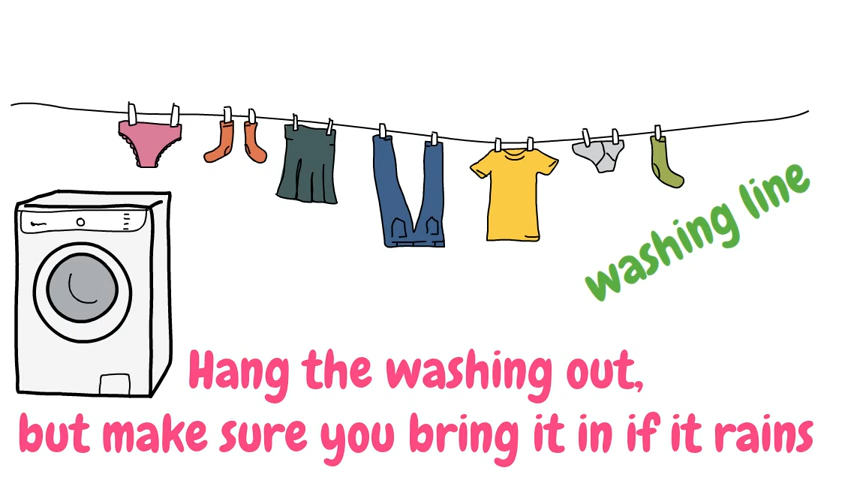 washing line
Hang the washing out,
but make sure you bring it in if it rains